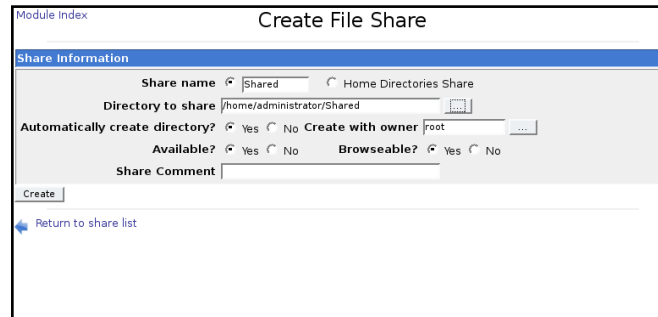 Module Index
Create File Share
Share Information
Share name Shared Home Directories Share
Directory to share /home/administrator/Shared ...
Automatically create directory? Yes No Create with owner root ...
Available? Yes No Browseable? Yes No
Share Comment
Create
Return to share list